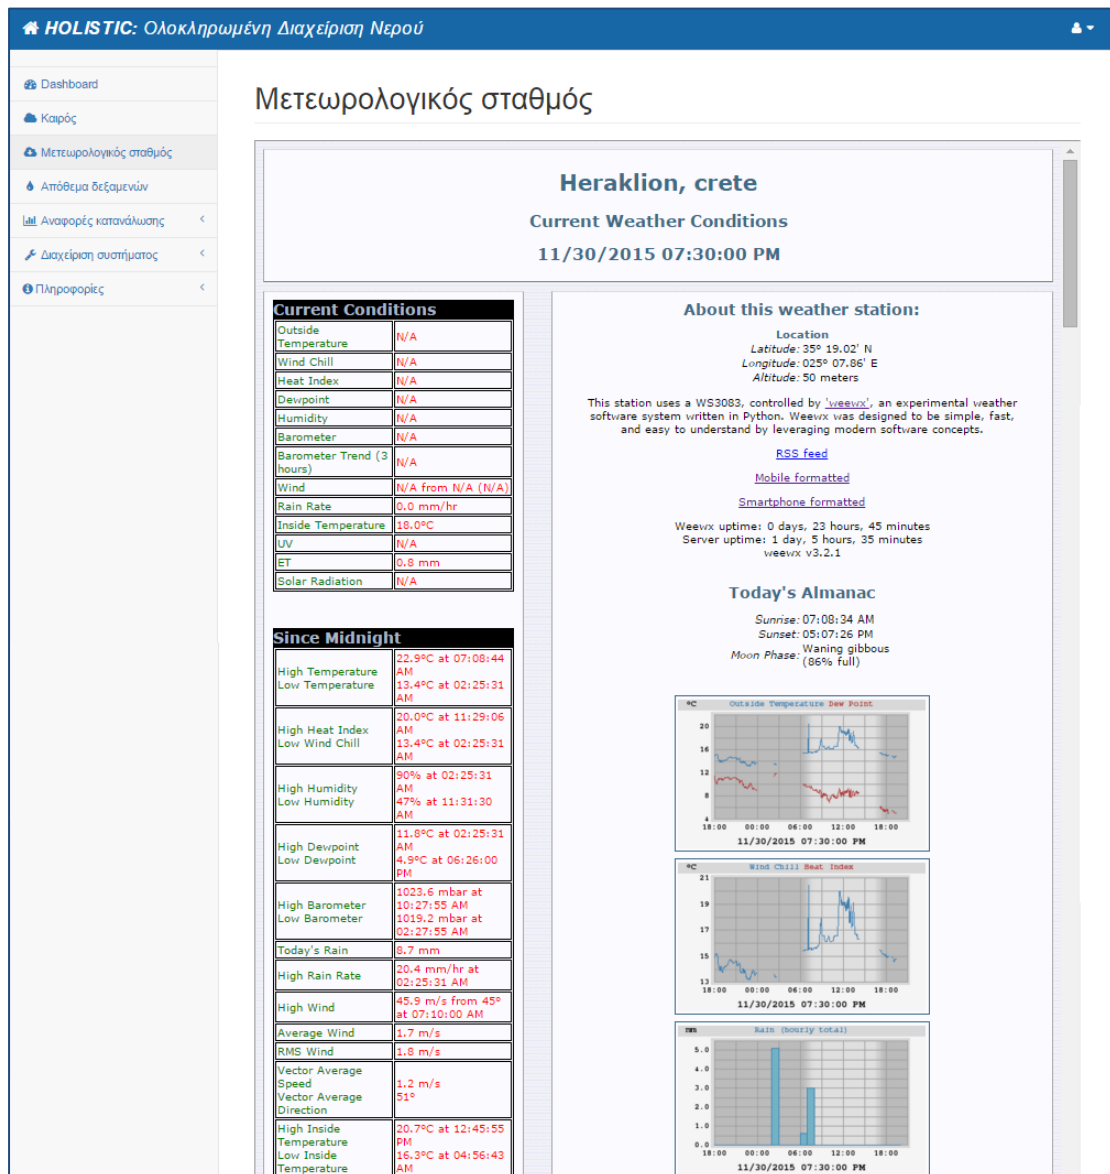 HOLISTIC: Ολοκληρωμένη Διαχείριση Νερού
Dashboard
Καιρός
Μετεωρολογικός σταθμός
Απόθεμα δεξαμενών
Αναφορές κατανάλωσης
Διαχείριση συστήματος
Πληροφορίες
Μετεωρολογικός σταθμός
Heraklion, crete
Current Weather Conditions
11/30/2015 07:30:00 PM
Current Conditions
Outside
Temperature
N/A
Wind Chill N/A
Heat Index N/A
Dewpoint N/A
Humidity N/A
Barometer N/A
Barometer Trend (3
hours)
N/A
Wind N/A from N/A (N/A)
Rain Rate 0.0 mm/hr
Inside Temperature 18.0°C
UV N/A
ET 0.8 mm
Solar Radiation N/A
Since Midnight
High Temperature
Low Temperature
22.9°C at 07:08:44
AM
13.4°C at 02:25:31
AM
High Heat Index
Low Wind Chill
20.0°C at 11:29:06
AM
13.4°C at 02:25:31
AM
High Humidity
Low Humidity
90% at 02:25:31
AM
47% at 11:31:30
AM
High Dewpoint
Low Dewpoint
11.8°C at 02:25:31
AM
4.9°C at 06:26:00
PM
High Barometer
Low Barometer
1023.6 mbar at
10:27:55 AM
1019.2 mbar at
02:27:55 AM
Today's Rain 8.7 mm
High Rain Rate
20.4 mm/hr at
02:25:31 AM
High Wind
45.9 m/s from 45°
at 07:10:00 AM
Average Wind 1.7 m/s
RMS Wind 1.8 m/s
Vector Average
Speed
Vector Average
Direction
1.2 m/s
51°
High Inside
Temperature
Low Inside
Temperature
20.7°C at 12:45:55
PM
16.3°C at 04:56:43
AM
About this weather station:
Location
Latitude: 35° 19.02' N
Longitude: 025° 07.86' E
Altitude: 50 meters
This station uses a WS3083, controlled by 'weewx', an experimental weather
software system written in Python. Weewx was designed to be simple, fast,
and easy to understand by leveraging modern software concepts.
RSS feed
Mobile formatted
Smartphone formatted
Weewx uptime: 0 days, 23 hours, 45 minutes
Server uptime: 1 day, 5 hours, 35 minutes
weewx v3.2.1
Today's Almanac
Sunrise: 07:08:34 AM
Sunset: 05:07:26 PM
Moon Phase: Waning gibbous
(86% full)
°C Outside Temperature Dew Point
20
16
12
8
4
18:00 00:00 06:00 12:00 18:00
11/30/2015 07:30:00 PM
°C Wind Chill Heat Index
21
19
17
15
13
18:00 00:00 06:00 12:00 18:00
11/30/2015 07:30:00 PM
mm Rain (hourly total)
5.0
4.0
3.0
2.0
1.0
0.0
18:00 00:00 06:00 12:00 18:00
11/30/2015 07:30:00 PM